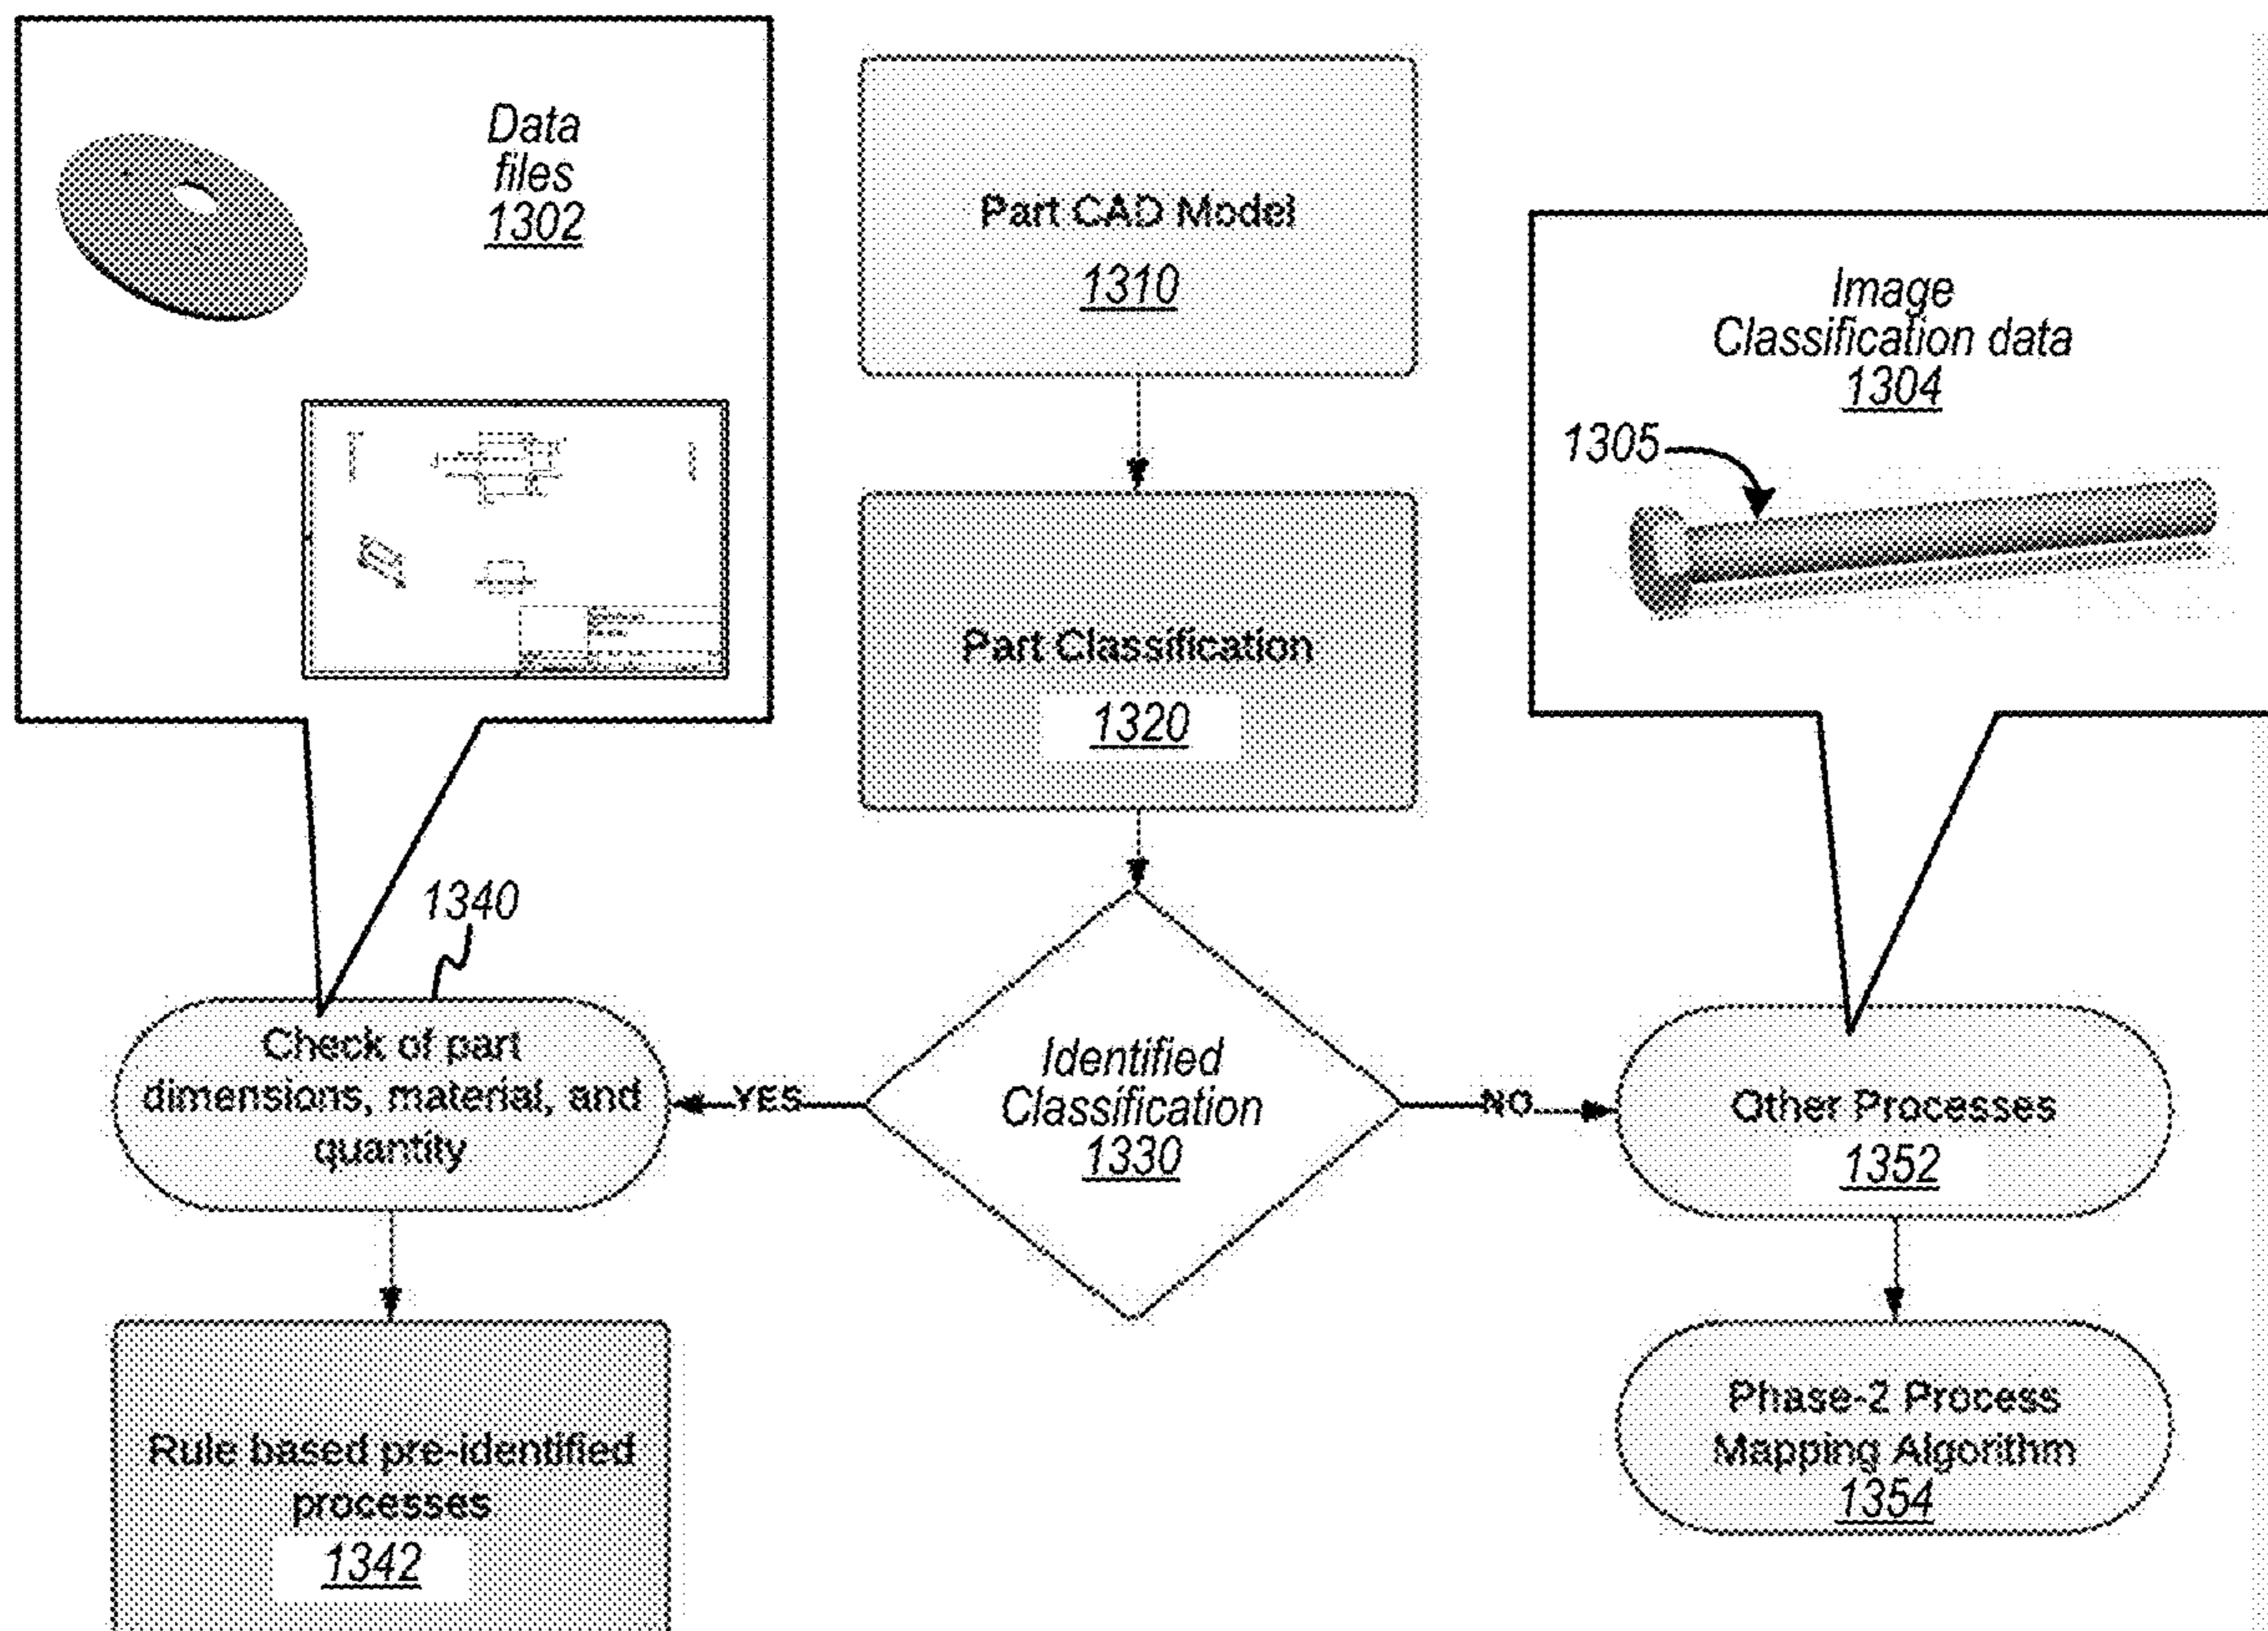 Data
files
1302
Part CAD Model
1310
Image
Classification data
1304
1305
Part Classification
1320
1340
Check of part
dimensions, material, and
quantity
YES
Identified
Classification
1330
NO
Other Processes
1352
Rule based pre-identified
processes
1342
Phase-2 Process
Mapping Algorithm
1354